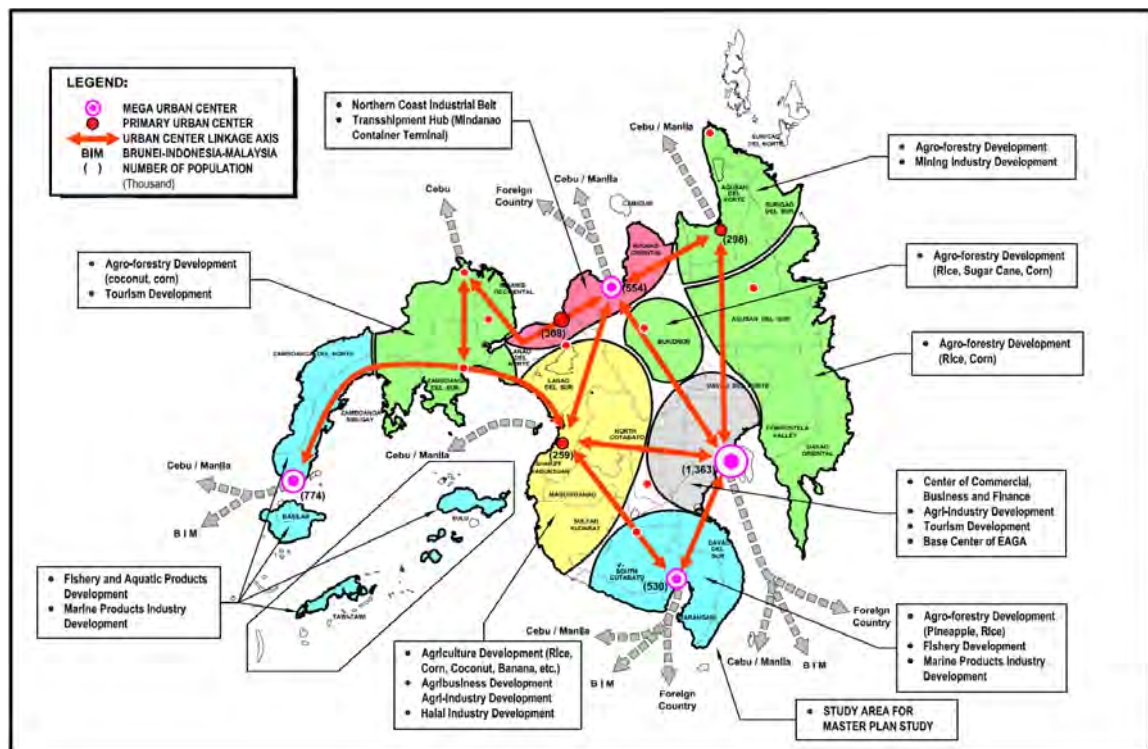 LEGEND:
MEGA URBAN CENTER
PRIMARY URBAN CENTER
URBAN CENTER LINKAGE AXIS
BIM BRUNEI-INDONESIA-MALAYSIA
( ) NUMBER OF POPULATION
(Thousand)
• Northern Coast Industrial Belt
• Transshipment Hub (Mindanao
Container Terminal)
Cebu / Manila
SURIGAO
DEL NORTE
• Agro-forestry Development
• Mining Industry Development
Cebu
Foreign
Country
Cebu / Manila
CAMIGUIN
AGUSAN
DEL
NORTE
SURIGAO
DEL SUR
(298)
MISAMIS
ORIENTAL
• Agro-forestry Development
(coconut, corn)
• Tourism Development
• Agro-forestry Development
(Rice, Sugar Cane, Corn)
MISAMIS
OCCIDENTAL
(554)
AGUSAN DEL SUR
(308)
BUKIDNON
ZAMBOANGA DEL NORTE
LANAO
DEL
NORTE
• Agro-forestry Development
(Rice, Corn)
LANAO
DEL SUR
ZAMBOANGA
DEL SUR
DAVAO DEL NORTE
ZAMBOANGA
SIBUGAY
NORTH
COTABATO
COMPOSTELA
VALLEY
DAVAO
ORIENTAL
Cebu / Manila
(259)
(1,363)
SHARIFF
KABUNSUAN
Cebu / Manila
(774)
MAGUINDANAO
• Center of Commercial,
Business and Finance
• Agri-Industry Development
• Tourism Development
• Base Center of EAGA
BASILAN
SULU
SULTAN
KUDARAT
B I M
DAVAO
DEL
SUR
• Fishery and Aquatic Products
Development
• Marine Products Industry
Development
SOUTH
COTABATO
(530)
TAWI-TAWI
SARANGANI
Foreign
Country
• Agro-forestry Development
(Pineapple, Rice)
• Fishery Development
• Marine Products Industry
Development
Cebu / Manila
Cebu / Manila
B I M
• Agriculture Development (Rice,
Corn, Coconut, Banana, etc.)
• Agribusiness Development
Agri-Industry Development
• Halal Industry Development
B I M
Foreign
Country
• STUDY AREA FOR
MASTER PLAN STUDY